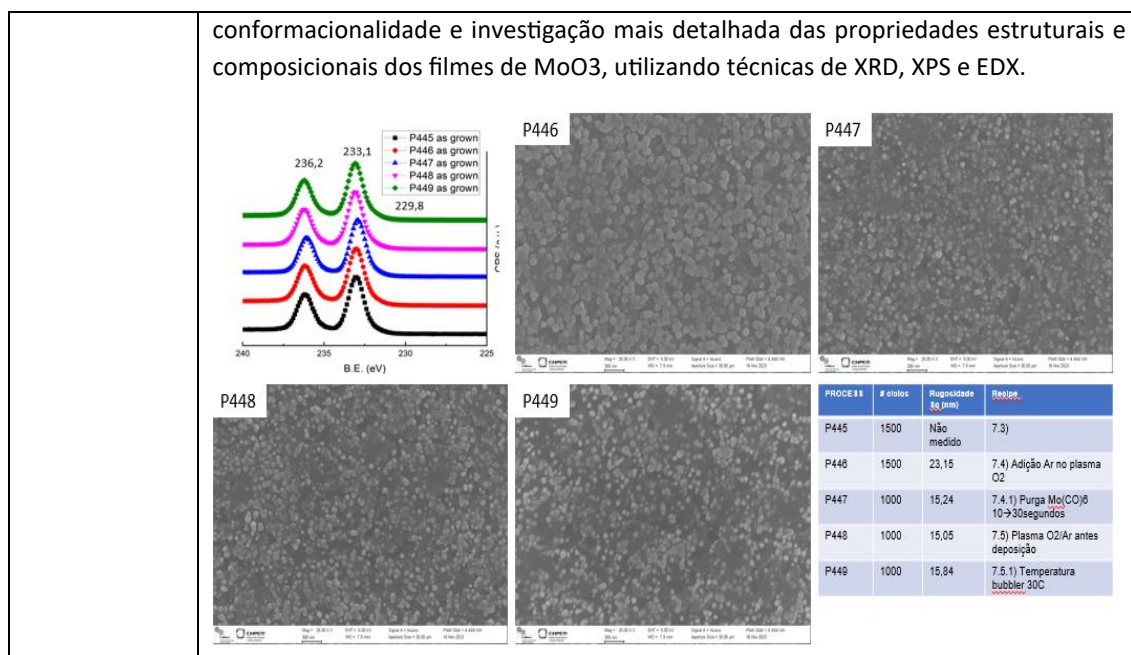 conformacionalidade e investigação mais detalhada das propriedades estruturais e
composicionais dos filmes de MoO3, utilizando técnicas de XRD, XPS e EDX.
P445 as grown
P446 as grown
P447 as grown
P448 as grown
P449 as grown
236,2
233,1
229,8
240
235
230
225
B.E. (eV)
P446
CNPEM
P447
CNPEM
P448
CNPEM
P449
CNPEM
PROCESS # ciclos Rugosidade Sq (nm) Recipe
P445 1500 Não medido 7.3)
P446 1500 23,15 7.4) Adição Ar no plasma
O2
P447 1000 15,24 7.4.1) Purga Mo(CO)6
10→30segundos
P448 1000 15,05 7.5) Plasma O2/Ar antes
deposição
P449 1000 15,84 7.5.1) Temperatura
bubbler 30C